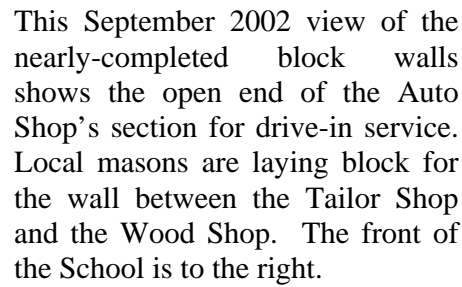 This September 2002 view of the
nearly-completed block walls
shows the open end of the Auto
Shop's section for drive-in service.
Local masons are laying block for
the wall between the Tailor Shop
and the Wood Shop.  The front of
the School is to the right.